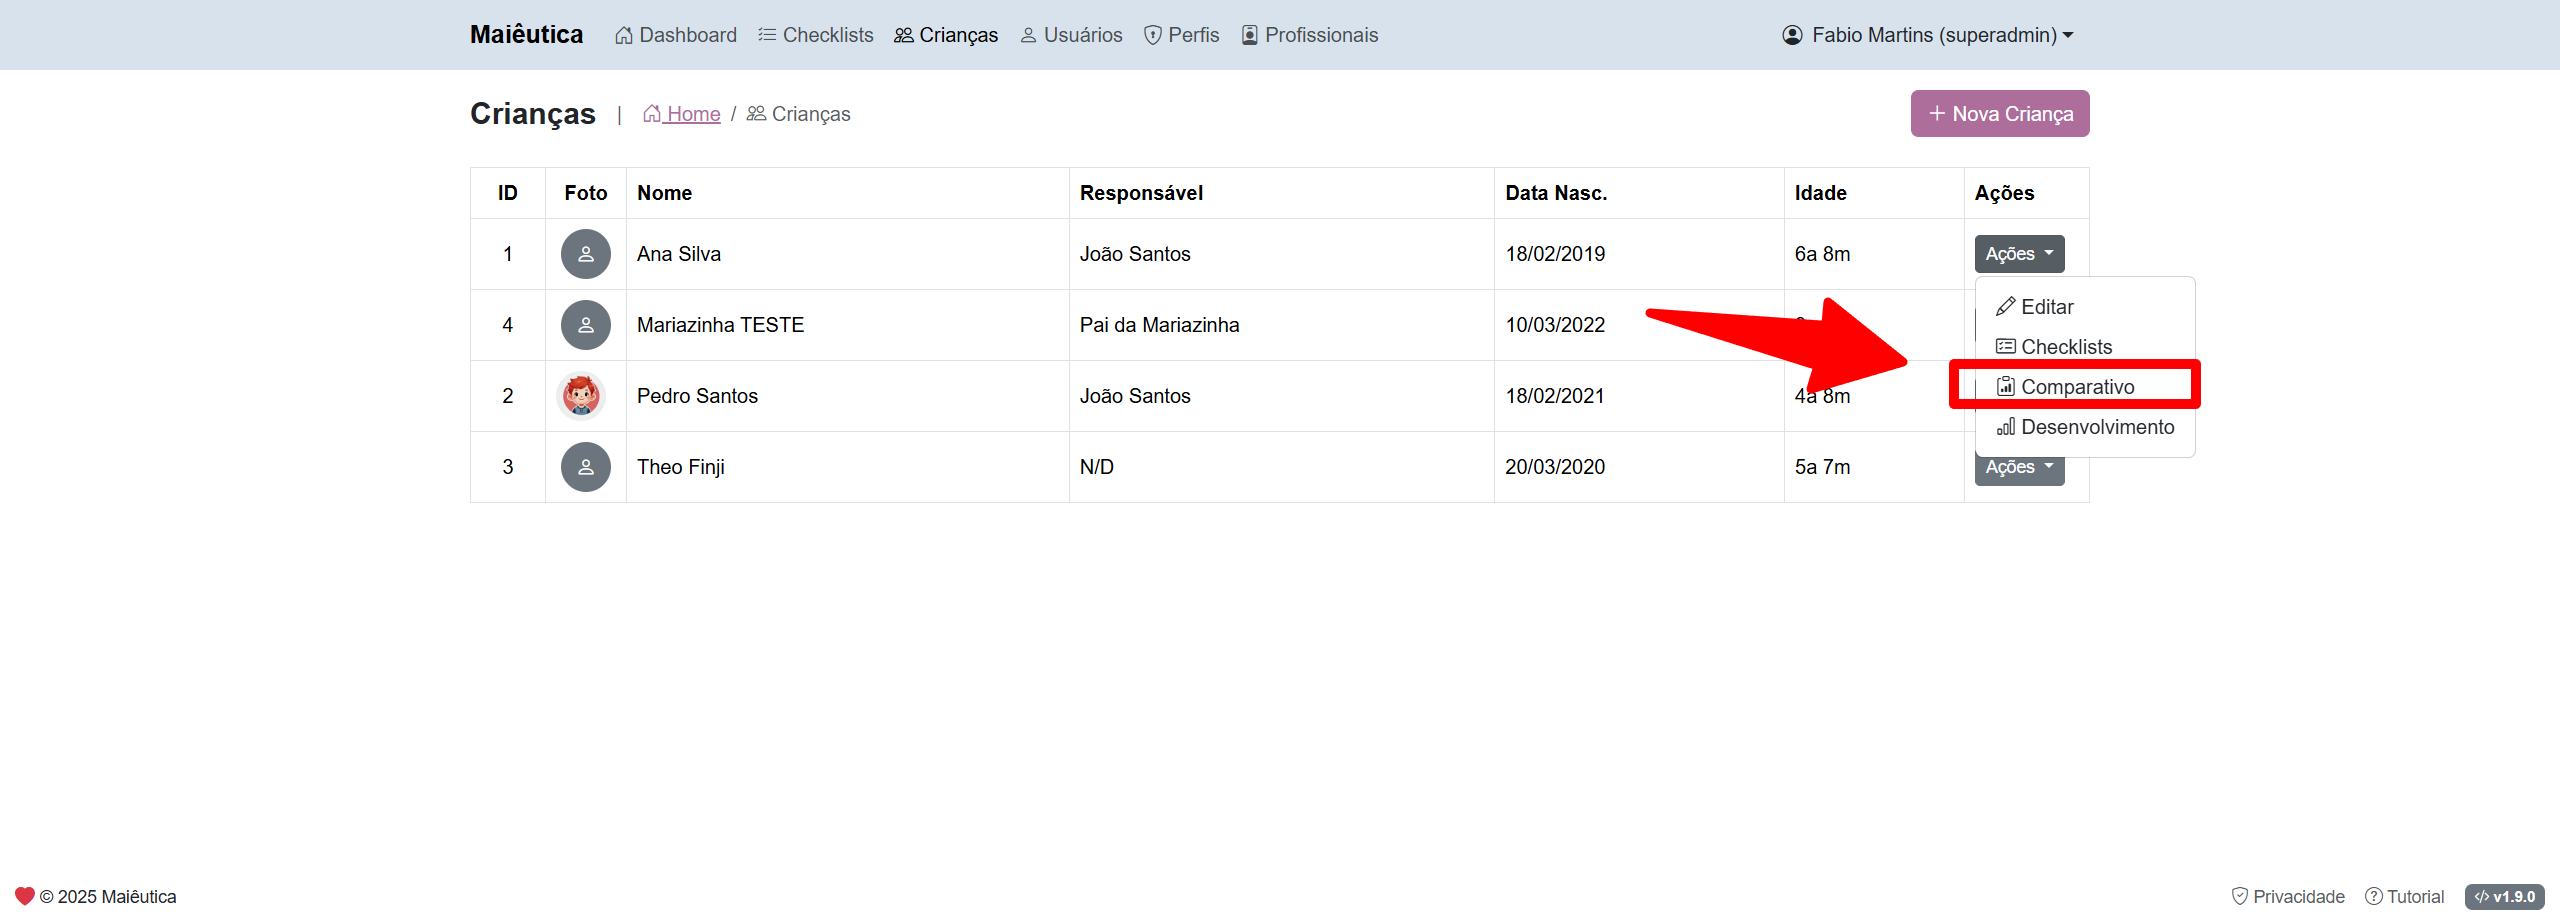 Maiêutica Dashboard Checklists Crianças Usuários Perfis Profissionais Fabio Martins (superadmin)
Crianças | Home / Crianças + Nova Criança
ID Foto Nome Responsável Data Nasc. Idade Ações
1 Ana Silva João Santos 18/02/2019 6a 8m Ações
Editar
4 Mariazinha TESTE Pai da Mariazinha 10/03/2022
Checklists
Comparativo
2 Pedro Santos João Santos 18/02/2021 4a 8m
Desenvolvimento
3 Theo Finji N/D 20/03/2020 5a 7m Ações
© 2025 Maiêutica Privacidade Tutorial v1.9.0